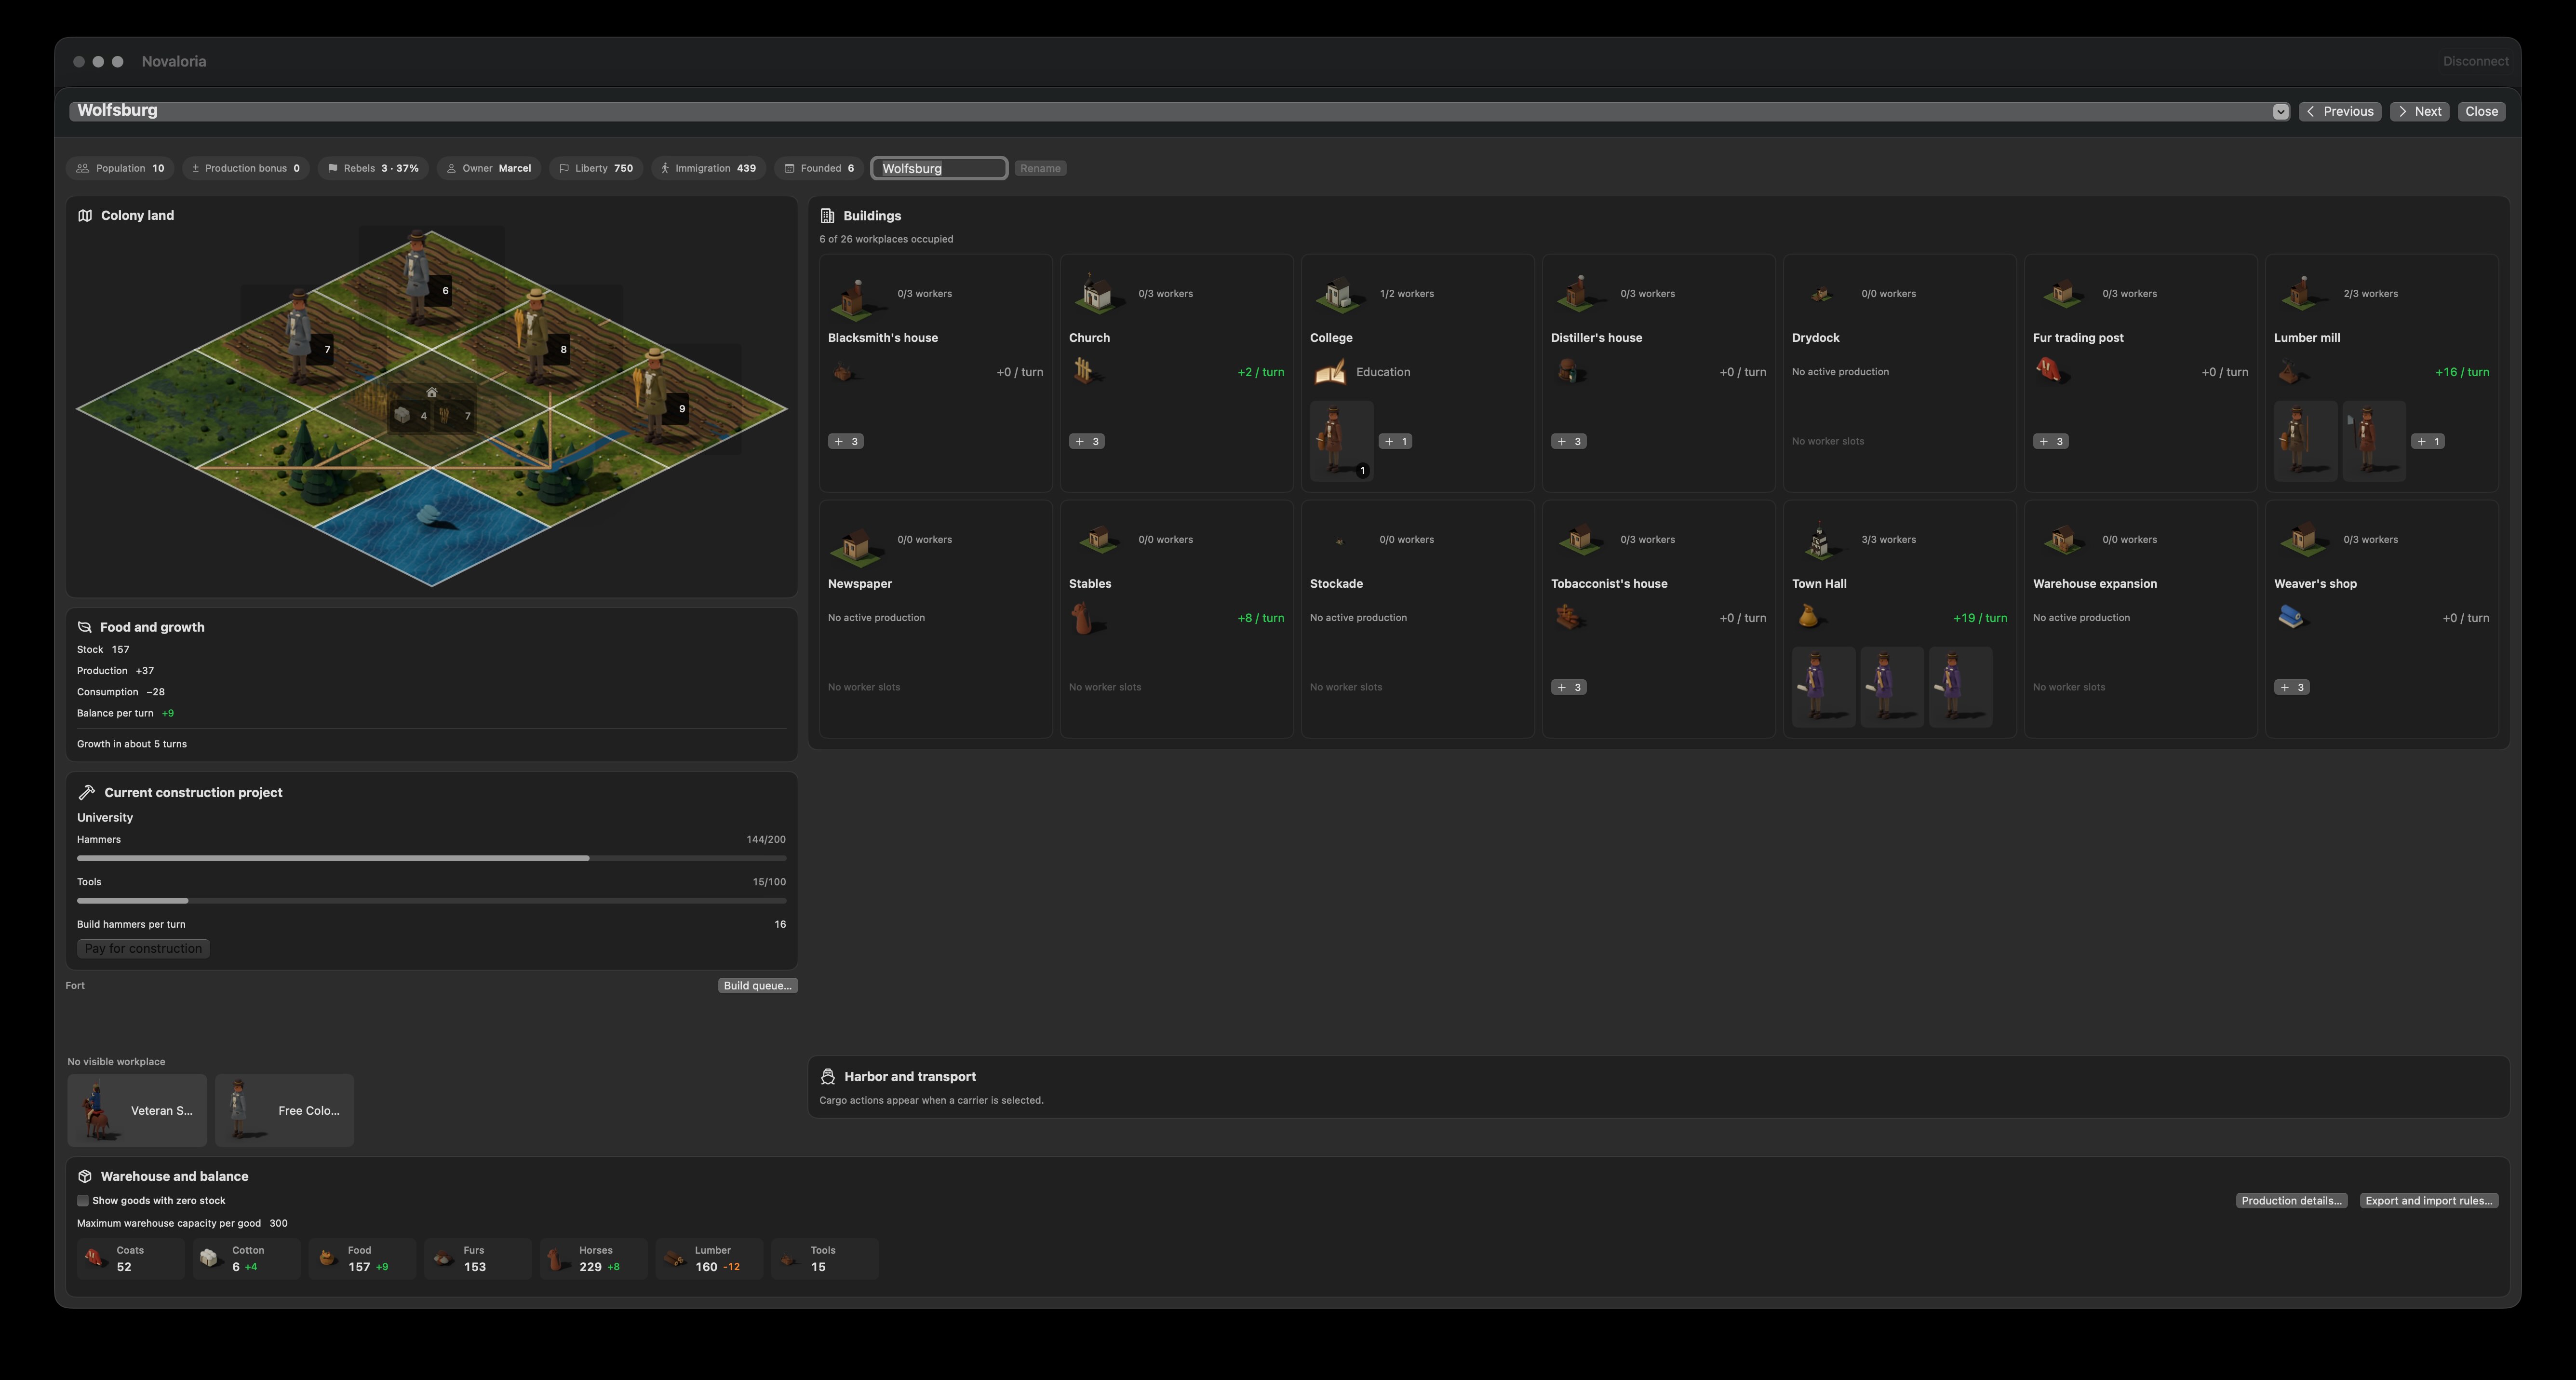 Novaloria
Disconnect
Wolfsburg
Previous
Next
Close
Population 10
Production bonus 0
Rebels 3 · 37%
Owner Marcel
Liberty 750
Immigration 439
Founded 6
Wolfsburg
Rename
Colony land
6
7
8
9
4
7
Food and growth
Stock 157
Production +37
Consumption −28
Balance per turn +9
Growth in about 5 turns
Current construction project
University
Hammers 144/200
Tools 15/100
Build hammers per turn 16
Pay for construction
Fort
Build queue...
Buildings
6 of 26 workplaces occupied
0/3 workers
Blacksmith's house
+0 / turn
+ 3
0/3 workers
Church
+2 / turn
+ 3
1/2 workers
College
Education
1
+ 1
0/3 workers
Distiller's house
+0 / turn
+ 3
0/0 workers
Drydock
No active production
No worker slots
0/3 workers
Fur trading post
+0 / turn
+ 3
2/3 workers
Lumber mill
+16 / turn
+ 1
0/0 workers
Newspaper
No active production
No worker slots
0/0 workers
Stables
+8 / turn
No worker slots
0/0 workers
Stockade
No active production
No worker slots
0/3 workers
Tobacconist's house
+0 / turn
+ 3
3/3 workers
Town Hall
+19 / turn
0/0 workers
Warehouse expansion
No active production
No worker slots
0/3 workers
Weaver's shop
+0 / turn
+ 3
No visible workplace
Veteran S...
Free Colo...
Harbor and transport
Cargo actions appear when a carrier is selected.
Warehouse and balance
Show goods with zero stock
Production details...
Export and import rules...
Maximum warehouse capacity per good 300
Coats
52
Cotton
6 +4
Food
157 +9
Furs
153
Horses
229 +8
Lumber
160 -12
Tools
15